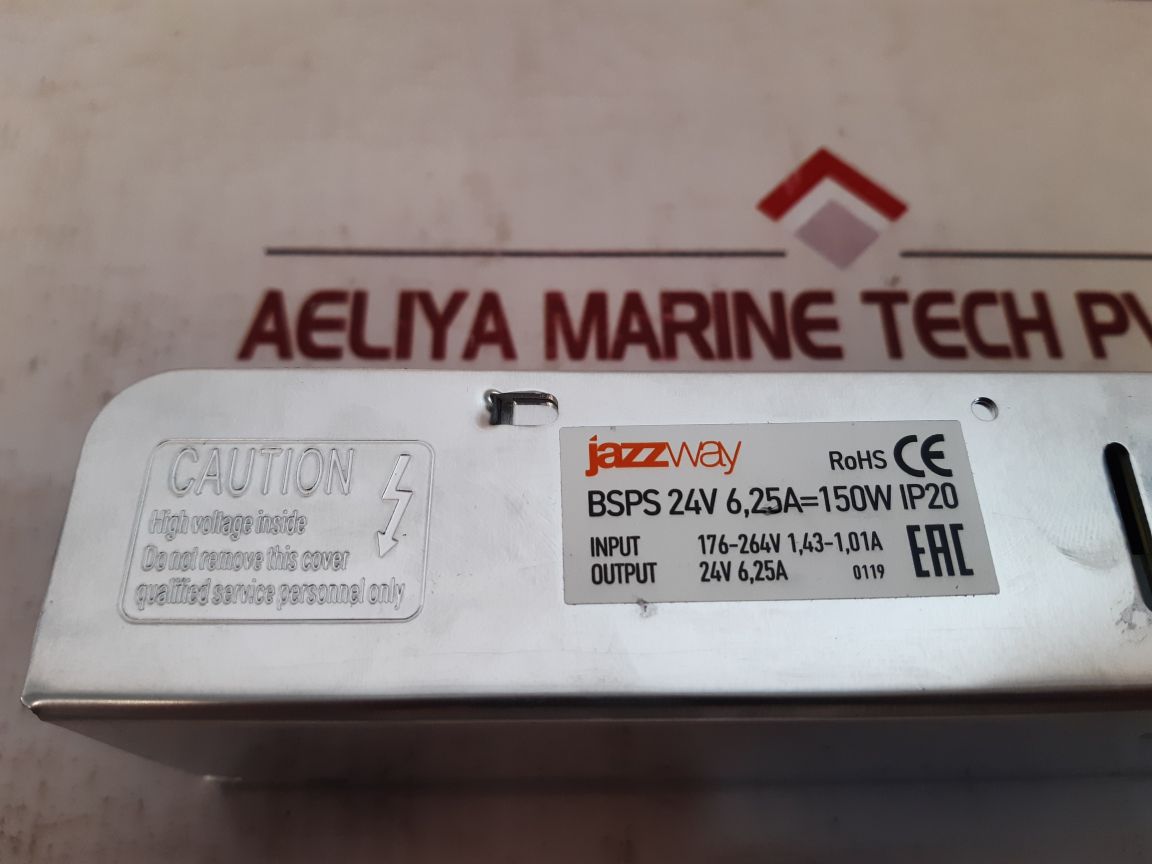 AELIYA MARINE TECH PV
CAUTION
High voltage inside
Do not remove this cover
qualified service personnel only
jazzway
RoHS CE
BSPS 24V 6,25A=150W IP20
INPUT 176-264V 1,43-1,01A
OUTPUT 24V 6,25A 0119 EAC